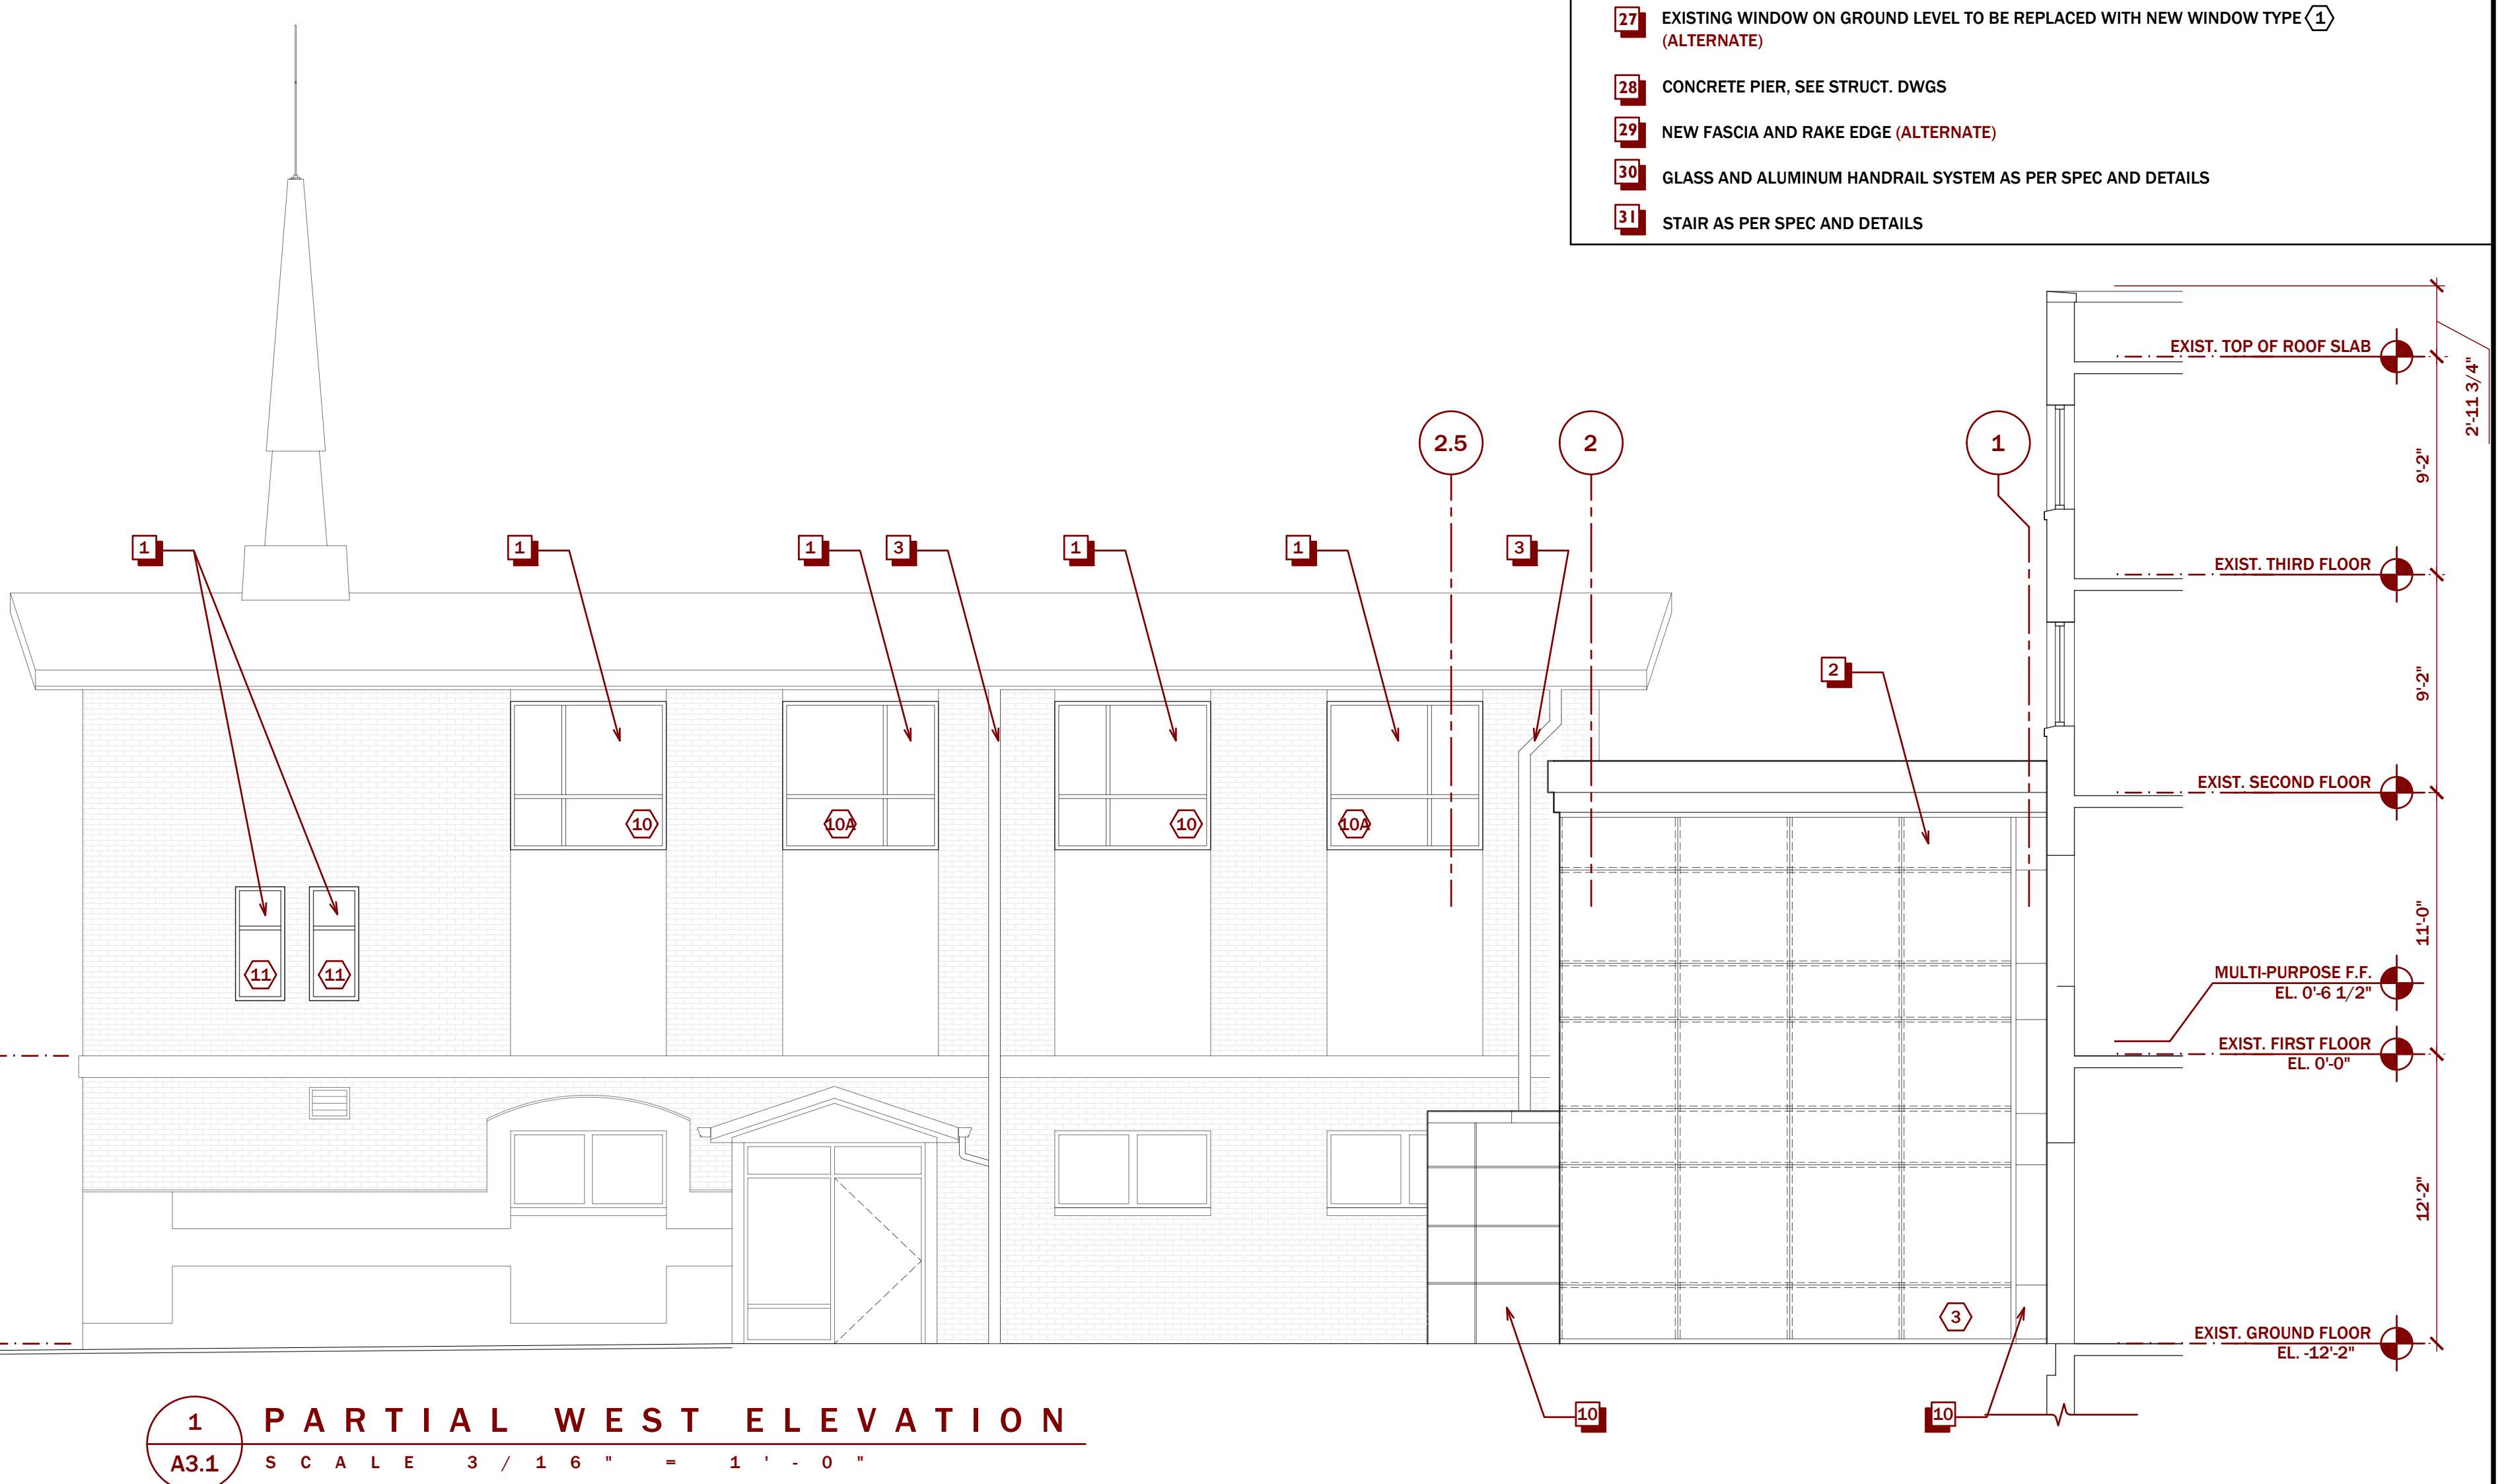 27 EXISTING WINDOW ON GROUND LEVEL TO BE REPLACED WITH NEW WINDOW TYPE 1
(ALTERNATE)
28 CONCRETE PIER, SEE STRUCT. DWGS
29 NEW FASCIA AND RAKE EDGE (ALTERNATE)
30 GLASS AND ALUMINUM HANDRAIL SYSTEM AS PER SPEC AND DETAILS
31 STAIR AS PER SPEC AND DETAILS
EXIST. TOP OF ROOF SLAB
2'-11 3/4"
2.5 2 1
9'-2"
1 1 1 3 1 1 3
EXIST. THIRD FLOOR
2
9'-2"
EXIST. SECOND FLOOR
10 10A 10 10A
11'-0"
11 11
MULTI-PURPOSE F.F.
EL. 0'-6 1/2"
EXIST. FIRST FLOOR
EL. 0'-0"
12'-2"
3
EXIST. GROUND FLOOR
EL. -12'-2"
10 10
1 PARTIAL WEST ELEVATION
A3.1 SCALE 3/16" = 1'-0"